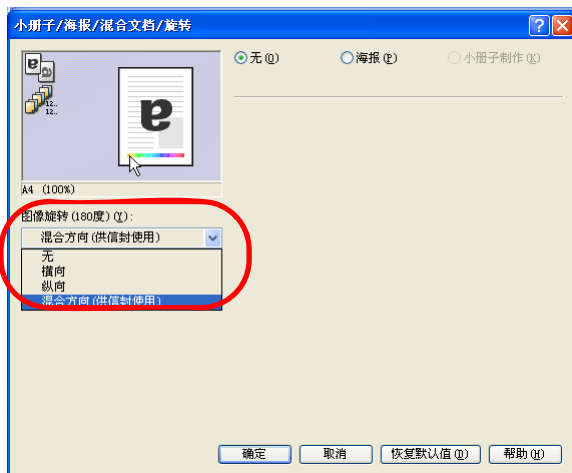 小册子/海报/混合文档/旋转
无(O) 海报(P) 小册子制作(K)
a
12..
12..
A4 (100%)
图像旋转(180度)(Y):
混合方向(供信封使用)
无
横向
纵向
混合方向(供信封使用)
确定 取消 恢复默认值(D) 帮助(H)